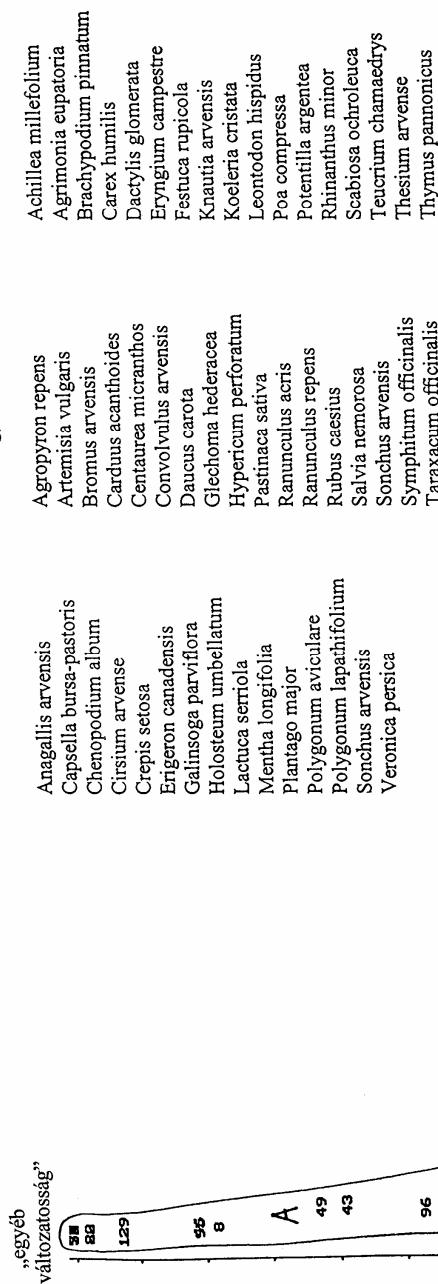 „egyéb
változatosság”
82
129
95
8
A
49
43
96
Anagallis arvensis
Capsella bursa-pastoris
Chenopodium album
Cirsium arvense
Crepis setosa
Erigeron canadensis
Galinsoga parviflora
Holosteum umbellatum
Lactuca serriola
Mentha longifolia
Plantago major
Polygonum aviculare
Polygonum lapathifolium
Sonchus arvensis
Veronica persica
Agropyron repens
Artemisia vulgaris
Bromus arvensis
Carduus acanthoides
Centaurea micranthos
Convolvulus arvensis
Daucus carota
Glechoma hederacea
Hypericum perforatum
Pastinaca sativa
Ranunculus acris
Ranunculus repens
Rubus caesius
Salvia nemorosa
Sonchus arvensis
Symphitum officinalis
Taraxacum officinalis
Achillea millefolium
Agrimonia eupatoria
Brachypodium pinnatum
Carex humilis
Dactylis glomerata
Eryngium campestre
Festuca rupicola
Knautia arvensis
Koeleria cristata
Leontodon hispidus
Poa compressa
Potentilla argentea
Rhinanthus minor
Scabiosa ochroleuca
Teucrium chamaedrys
Thesium arvense
Thymus pannonicus